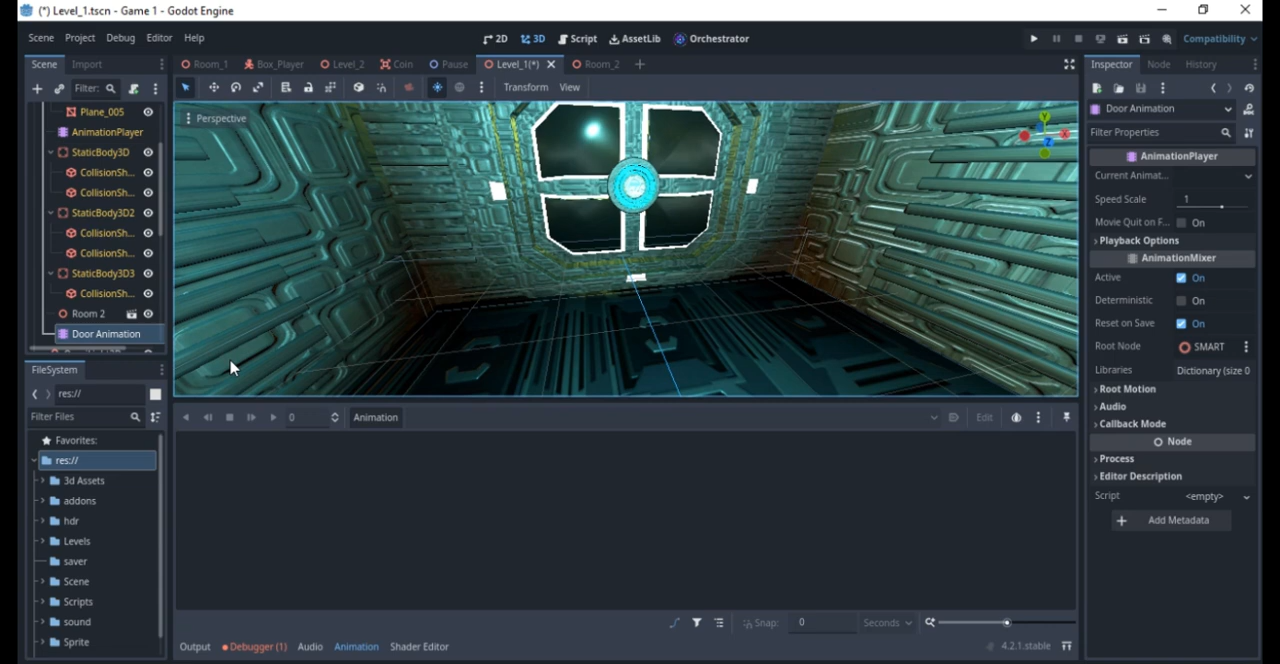 (*) Level_1.tscn - Game 1 - Godot Engine
Scene Project Debug Editor Help
2D 3D Script AssetLib Orchestrator
Compatibility
Scene Import
Room_1 Box_Player Level_2 Coin Pause Level_1(*) Room_2
Inspector Node History
Filter:
Transform View
Plane_005
AnimationPlayer
StaticBody3D
CollisionSh...
CollisionSh...
StaticBody3D2
CollisionSh...
CollisionSh...
StaticBody3D3
CollisionSh...
Room 2
Door Animation
Perspective
Y
X
Z
Door Animation
Filter Properties
AnimationPlayer
Current Animat...
Speed Scale 1
Movie Quit on F... On
Playback Options
AnimationMixer
Active On
Deterministic On
Reset on Save On
Root Node SMART
Libraries Dictionary (size 0
Root Motion
Audio
Callback Mode
Node
Process
Editor Description
Script <empty>
Add Metadata
FileSystem
res://
Filter Files
Favorites:
res://
3d Assets
addons
hdr
Levels
saver
Scene
Scripts
sound
Sprite
0 Animation Edit
Snap: 0 Seconds
Output Debugger (1) Audio Animation Shader Editor
4.2.1.stable